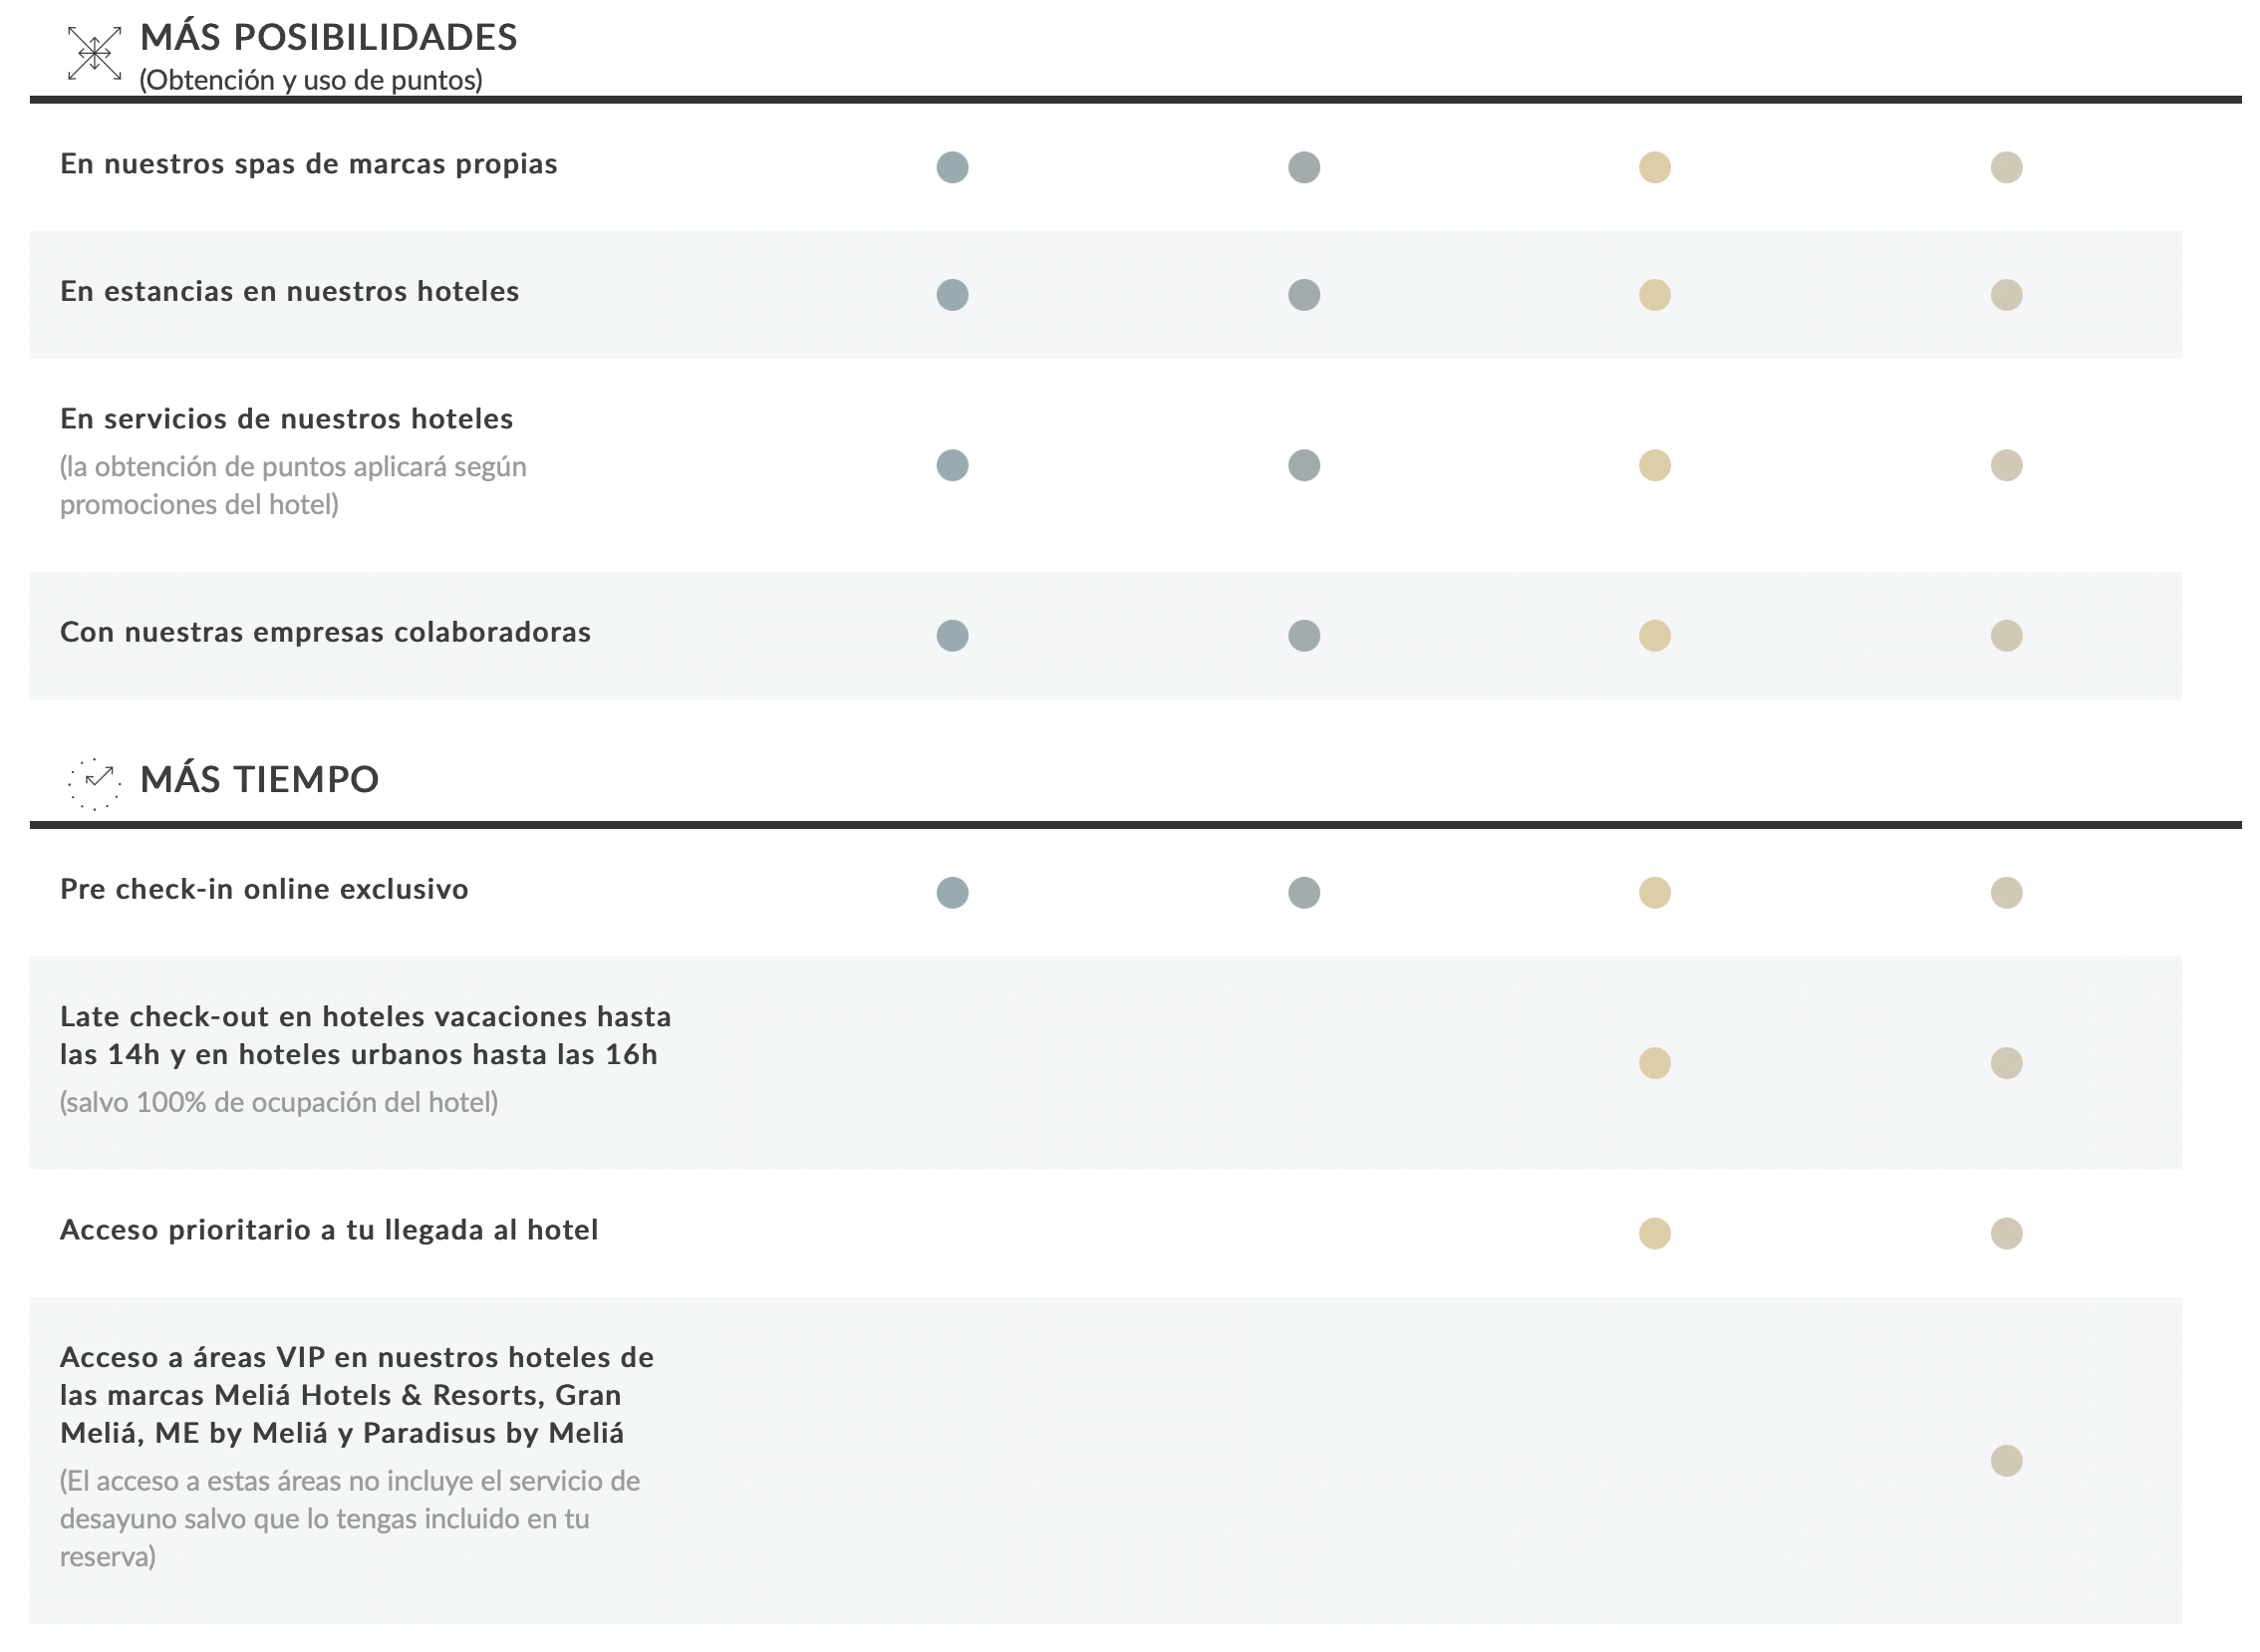 MÁS POSIBILIDADES
(Obtención y uso de puntos)
En nuestros spas de marcas propias
En estancias en nuestros hoteles
En servicios de nuestros hoteles
(la obtención de puntos aplicará según
promociones del hotel)
Con nuestras empresas colaboradoras
MÁS TIEMPO
Pre check-in online exclusivo
Late check-out en hoteles vacaciones hasta
las 14h y en hoteles urbanos hasta las 16h
(salvo 100% de ocupación del hotel)
Acceso prioritario a tu llegada al hotel
Acceso a áreas VIP en nuestros hoteles de
las marcas Meliá Hotels & Resorts, Gran
Meliá, ME by Meliá y Paradisus by Meliá
(El acceso a estas áreas no incluye el servicio de
desayuno salvo que lo tengas incluido en tu
reserva)